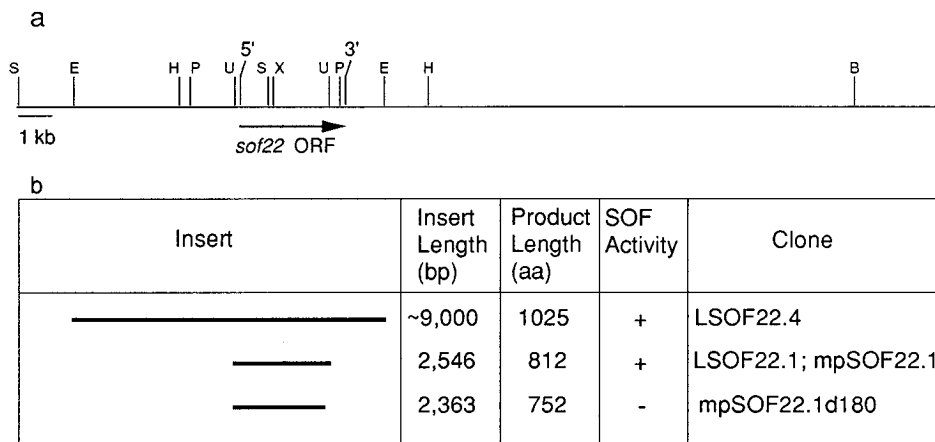 a
5' 3'
S E H P U S X U P E H B
1 kb
sof22 ORF
b
Insert
Insert Length (bp)
Product Length (aa)
SOF Activity
Clone
~9,000 1025 + LSOF22.4
2,546 812 + LSOF22.1; mpSOF22.1
2,363 752 - mpSOF22.1d180